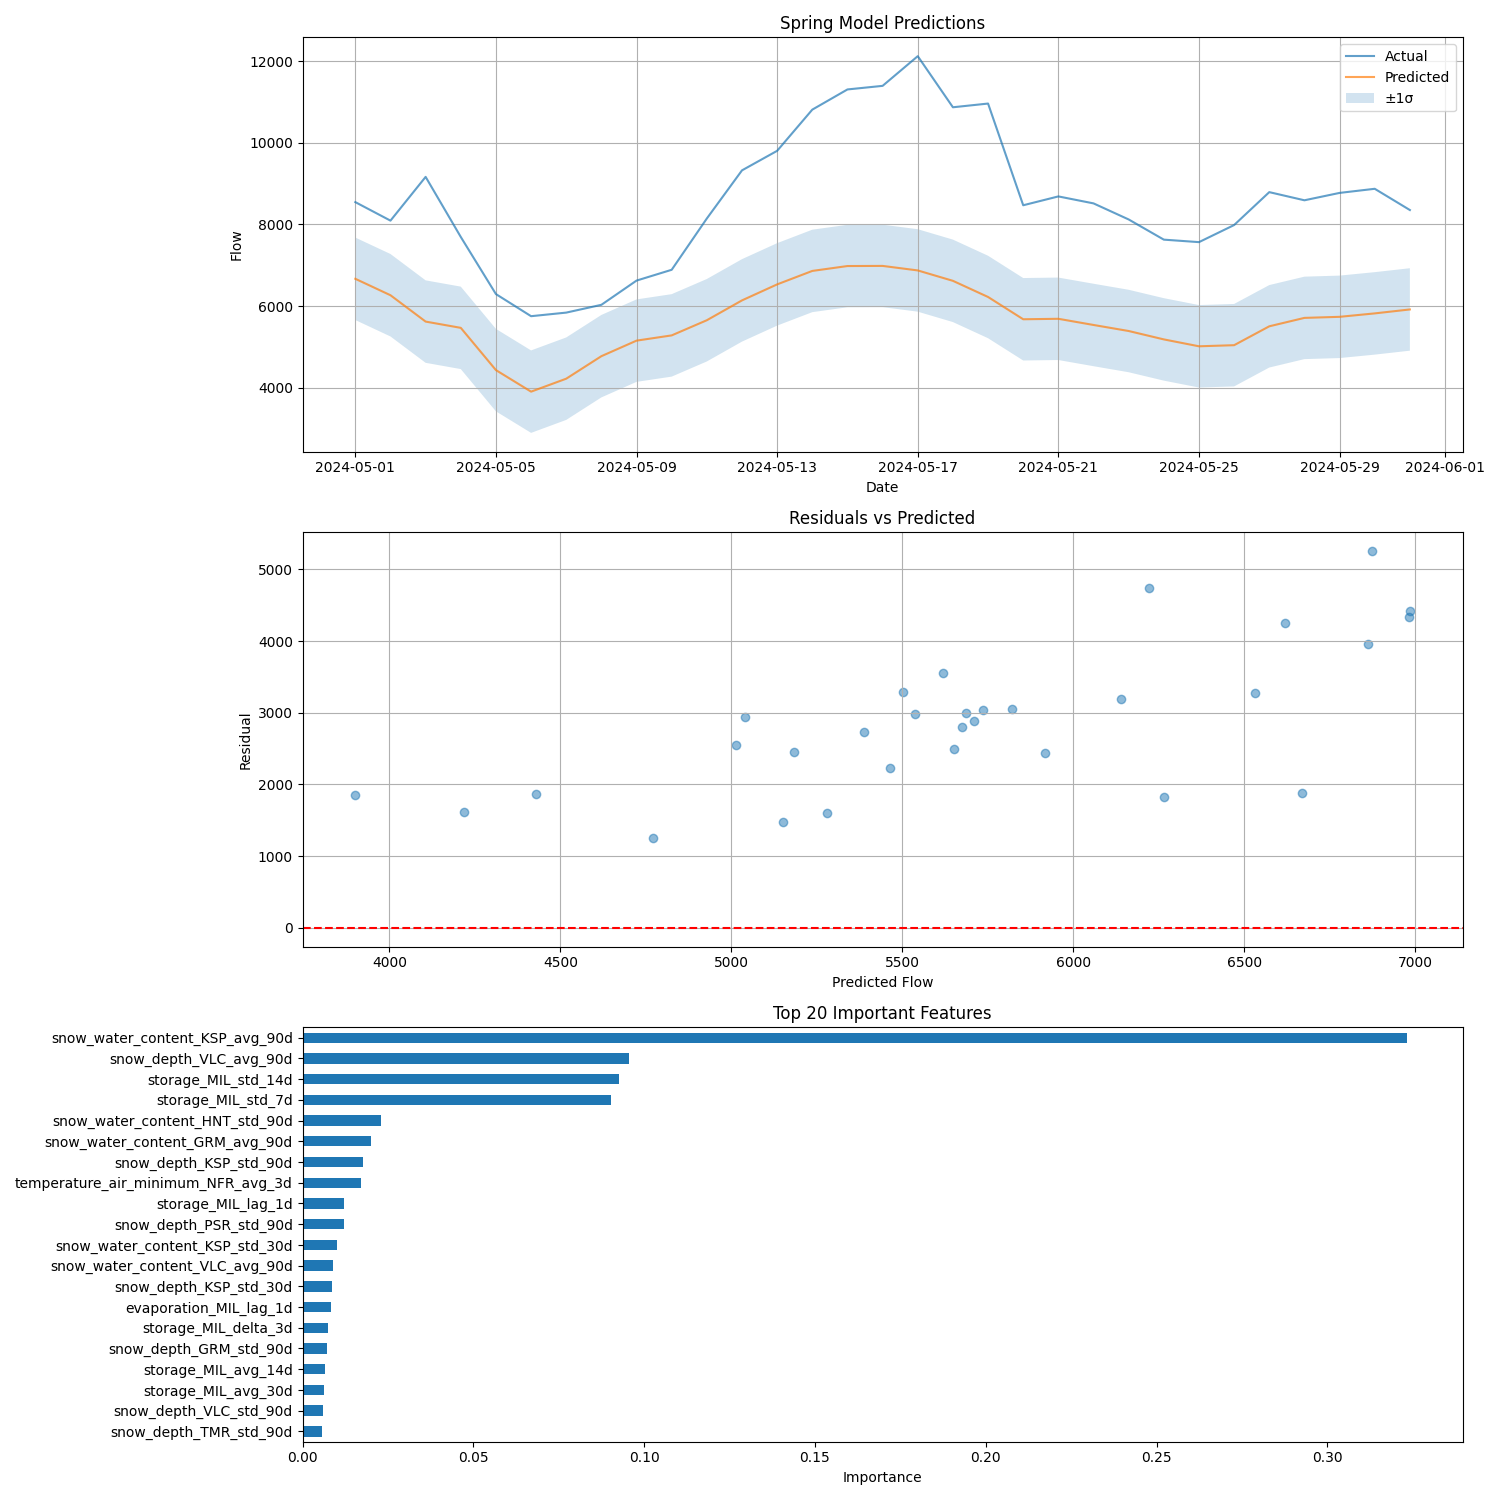 Spring Model Predictions
12000
10000
8000
6000
4000
Flow
Actual
Predicted
±1σ
2024-05-01 2024-05-05 2024-05-09 2024-05-13 2024-05-17 2024-05-21 2024-05-25 2024-05-29 2024-06-01
Date
Residuals vs Predicted
5000
4000
3000
2000
1000
0
Residual
4000 4500 5000 5500 6000 6500 7000
Predicted Flow
Top 20 Important Features
snow_water_content_KSP_avg_90d
snow_depth_VLC_avg_90d
storage_MIL_std_14d
storage_MIL_std_7d
snow_water_content_HNT_std_90d
snow_water_content_GRM_avg_90d
snow_depth_KSP_std_90d
temperature_air_minimum_NFR_avg_3d
storage_MIL_lag_1d
snow_depth_PSR_std_90d
snow_water_content_KSP_std_30d
snow_water_content_VLC_avg_90d
snow_depth_KSP_std_30d
evaporation_MIL_lag_1d
storage_MIL_delta_3d
snow_depth_GRM_std_90d
storage_MIL_avg_14d
storage_MIL_avg_30d
snow_depth_VLC_std_90d
snow_depth_TMR_std_90d
0.00 0.05 0.10 0.15 0.20 0.25 0.30
Importance